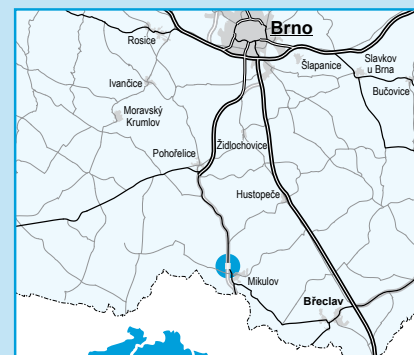 Brno
Rosice
Šlapanice
Slavkov
u Brna
Ivančice
Bučovice
Moravský
Krumlov
Židlochovice
Pohořelice
Hustopeče
Mikulov
Břeclav